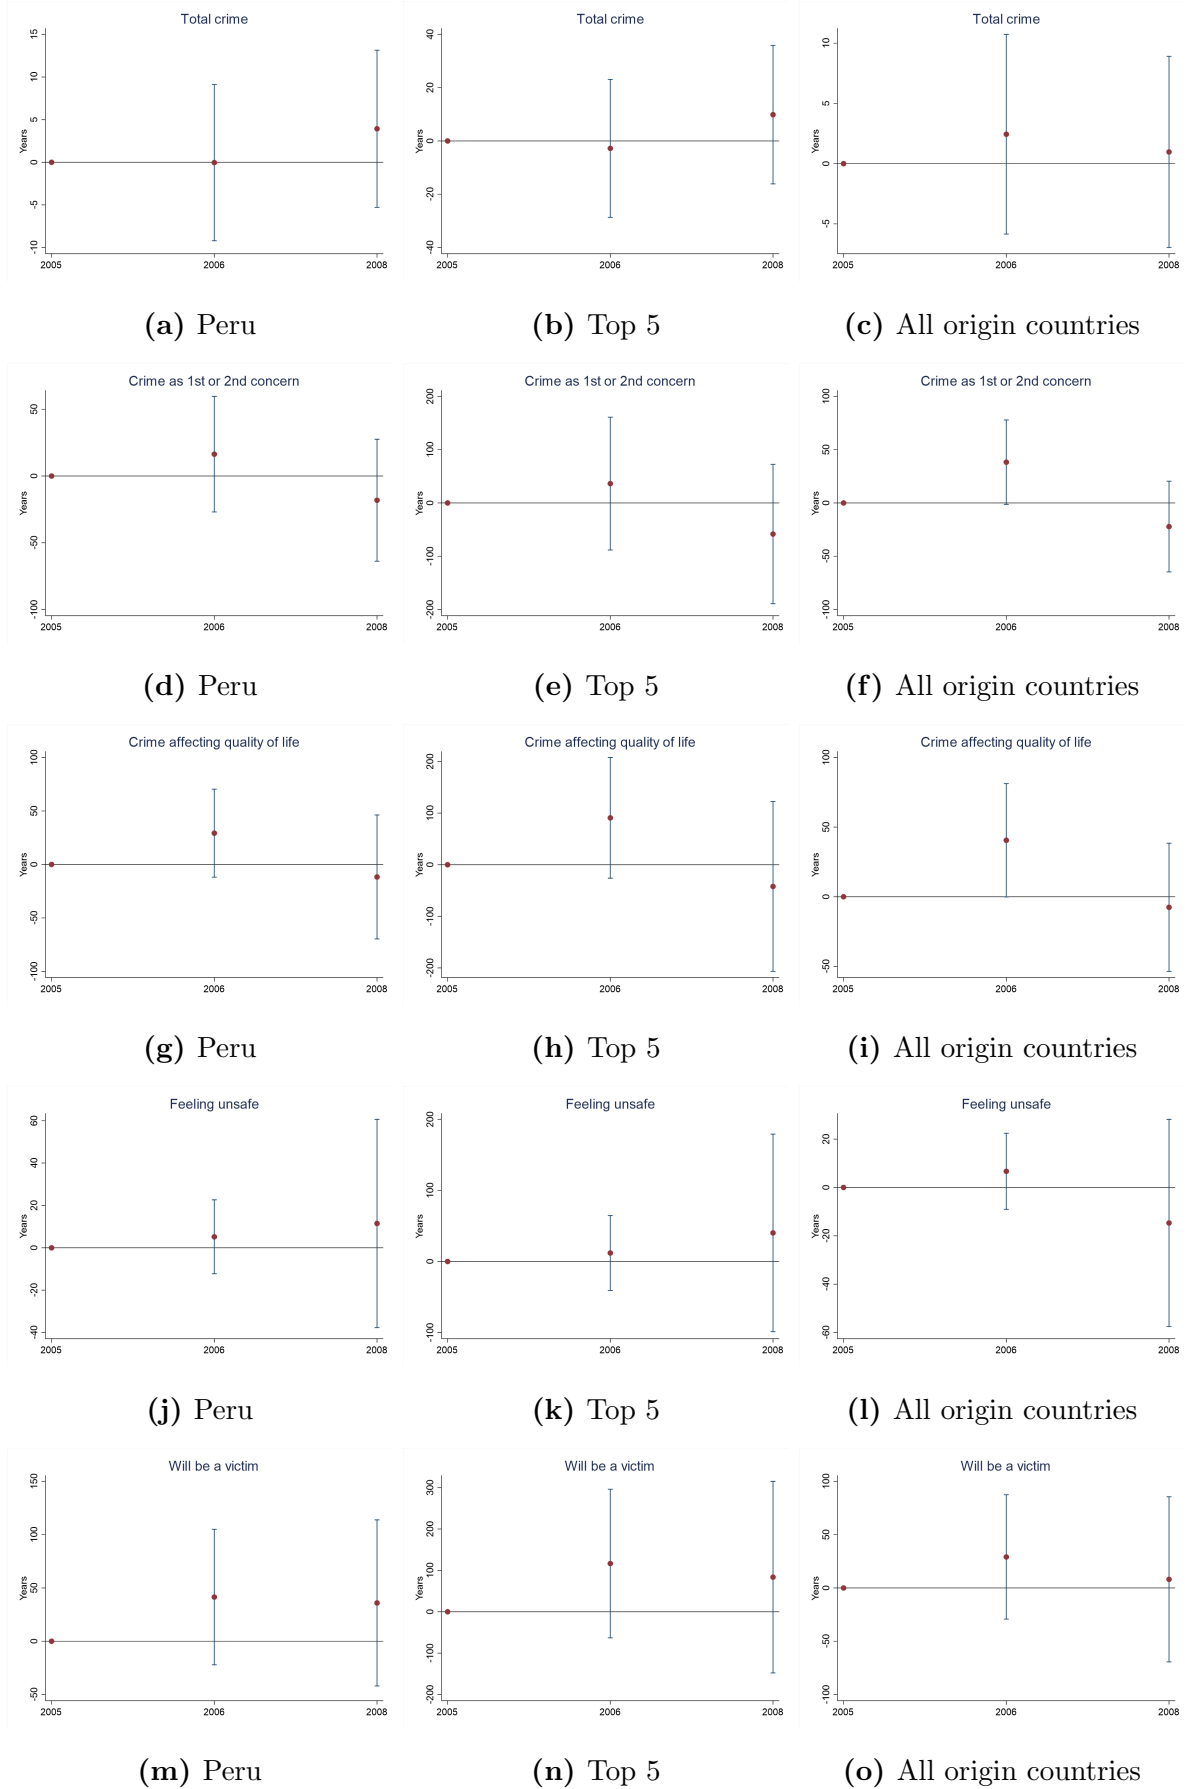 Total crime
Total crime
Total crime
Years
15
10
5
0
-5
-10
2005 2006 2008
Years
40
20
0
-20
-40
2005 2006 2008
Years
10
5
0
-5
2005 2006 2008
(a) Peru
(b) Top 5
(c) All origin countries
Crime as 1st or 2nd concern
Crime as 1st or 2nd concern
Crime as 1st or 2nd concern
Years
50
0
-50
-100
2005 2006 2008
Years
200
100
0
-100
-200
2005 2006 2008
Years
100
50
0
-50
-100
2005 2006 2008
(d) Peru
(e) Top 5
(f) All origin countries
Crime affecting quality of life
Crime affecting quality of life
Crime affecting quality of life
Years
100
50
0
-50
-100
2005 2006 2008
Years
200
100
0
-100
-200
2005 2006 2008
Years
100
50
0
-50
2005 2006 2008
(g) Peru
(h) Top 5
(i) All origin countries
Feeling unsafe
Feeling unsafe
Feeling unsafe
Years
60
40
20
0
-20
-40
2005 2006 2008
Years
200
100
0
-100
2005 2006 2008
Years
20
0
-20
-40
-60
2005 2006 2008
(j) Peru
(k) Top 5
(l) All origin countries
Will be a victim
Will be a victim
Will be a victim
Years
150
100
50
0
-50
2005 2006 2008
Years
300
200
100
0
-100
-200
2005 2006 2008
Years
100
50
0
-50
-100
2005 2006 2008
(m) Peru
(n) Top 5
(o) All origin countries